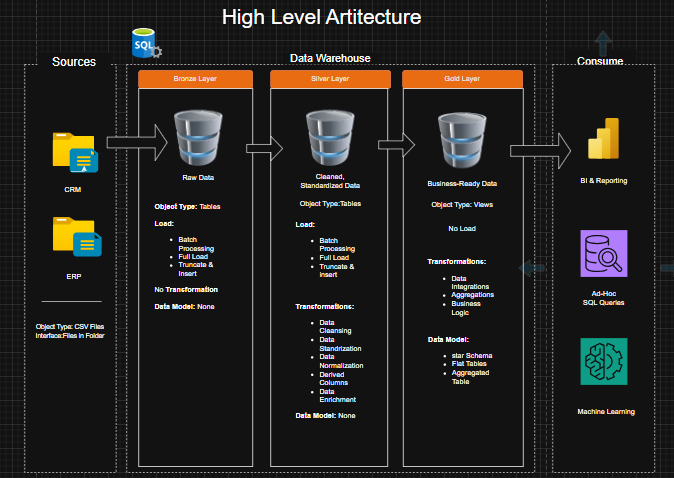 High Level Artitecture
SQL
Sources
Data Warehouse
Consume
Bronze Layer
Silver Layer
Gold Layer
CRM
ERP
Object Type: CSV Files
Interface:Files in Folder
Raw Data
Object Type: Tables
Load:
Batch
Processing
Full Load
Truncate &
Insert
No Transformation
Data Model: None
Cleaned,
Standardized Data
Object Type:Tables
Load:
Batch
Processing
Full Load
Truncate &
insert
Transformations:
Data
Cleansing
Data
Standrization
Data
Normalization
Derived
Columns
Data
Enrichment
Data Model: None
Business-Ready Data
Object Type: Views
No Load
Transformations:
Data
Integrations
Aggregations
Business
Logic
Data Model:
star Schema
Flat Tables
Aggregated
Table
BI & Reporting
Ad-Hoc
SQL Queries
Machine Learning